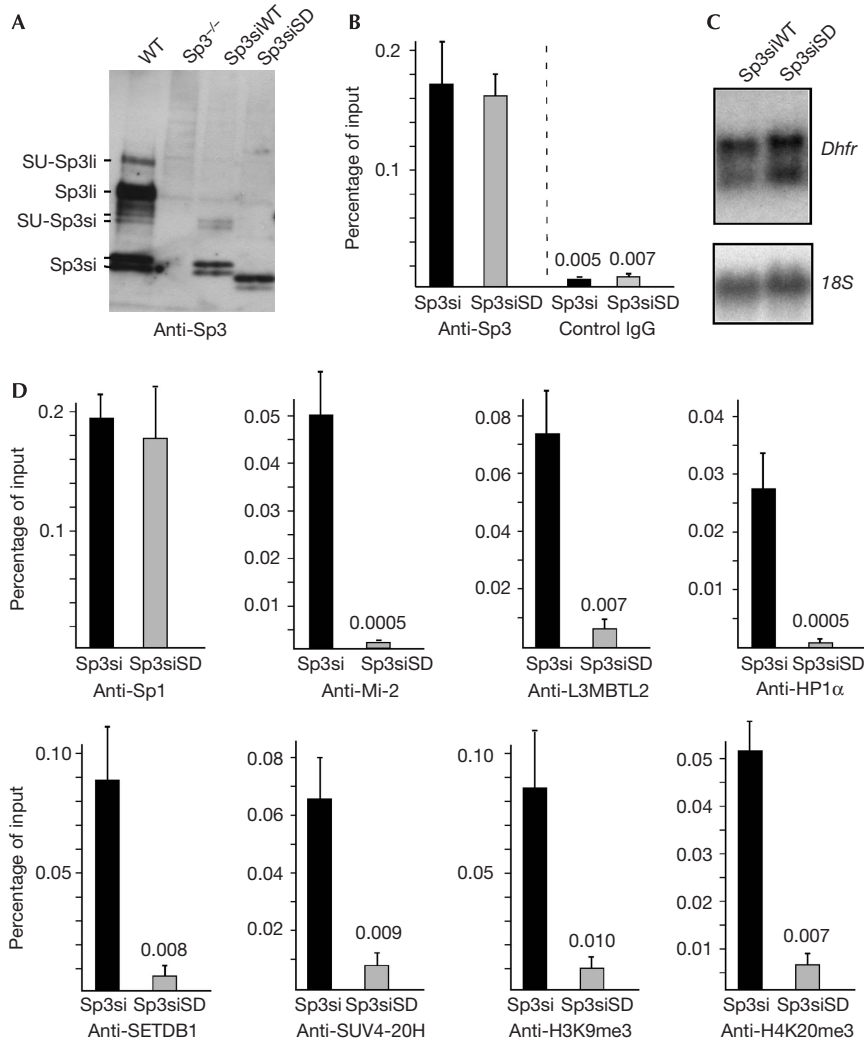 A
WT
Sp3−/−
Sp3siWT
Sp3siSD
SU-Sp3li
Sp3li
SU-Sp3si
Sp3si
Anti-Sp3
B
Percentage of input
0.2
0.1
0.005
0.007
Sp3si Sp3siSD Sp3si Sp3siSD
Anti-Sp3 Control IgG
C
Sp3siWT
Sp3siSD
Dhfr
18S
D
Percentage of input
0.2
0.1
Sp3si Sp3siSD
Anti-Sp1
0.05
0.04
0.03
0.02
0.01
0.0005
Sp3si Sp3siSD
Anti-Mi-2
0.08
0.06
0.04
0.02
0.007
Sp3si Sp3siSD
Anti-L3MBTL2
0.04
0.03
0.02
0.01
0.0005
Sp3si Sp3siSD
Anti-HP1α
Percentage of input
0.10
0.05
0.008
Sp3si Sp3siSD
Anti-SETDB1
0.08
0.06
0.04
0.02
0.009
Sp3si Sp3siSD
Anti-SUV4-20H
0.10
0.05
0.010
Sp3si Sp3siSD
Anti-H3K9me3
0.05
0.04
0.03
0.02
0.01
0.007
Sp3si Sp3siSD
Anti-H4K20me3